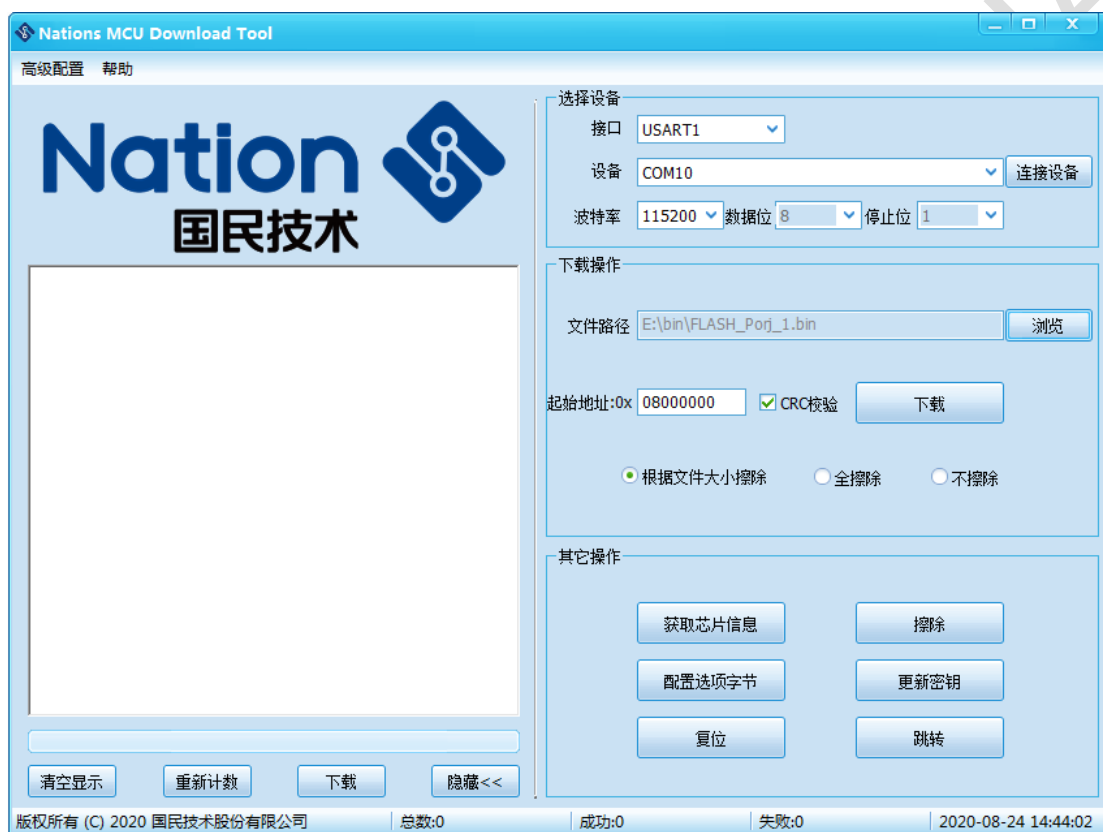 Nations MCU Download Tool
高级配置 帮助
Nation
国民技术
选择设备
接口 USART1
设备 COM10 连接设备
波特率 115200 数据位 8 停止位 1
下载操作
文件路径 E:\bin\FLASH_Porj_1.bin 浏览
起始地址:0x 08000000 CRC校验 下载
根据文件大小擦除 全擦除 不擦除
其它操作
获取芯片信息 擦除
配置选项字节 更新密钥
复位 跳转
清空显示 重新计数 下载 隐藏<<
版权所有 (C) 2020 国民技术股份有限公司 总数:0 成功:0 失败:0 2020-08-24 14:44:02